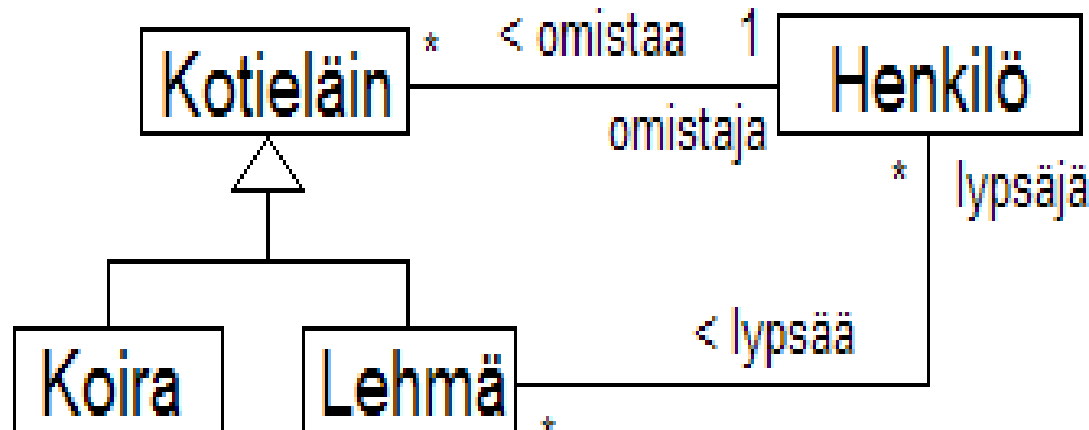 * < omistaa 1
Kotieläin Henkilö
omistaja
* lypsäjä
< lypsää
Koira Lehmä
*